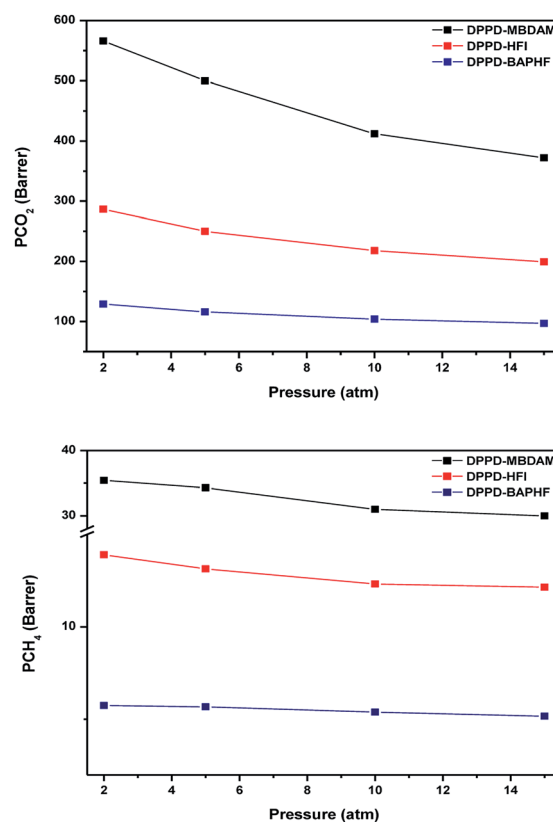 600
DPPD-MBDAM
DPPD-HFI
DPPD-BAPHF
500
400
300
200
100
PCO2 (Barrer)
2 4 6 8 10 12 14
Pressure (atm)
40
DPPD-MBDAM
DPPD-HFI
DPPD-BAPHF
30
10
PCH4 (Barrer)
2 4 6 8 10 12 14
Pressure (atm)